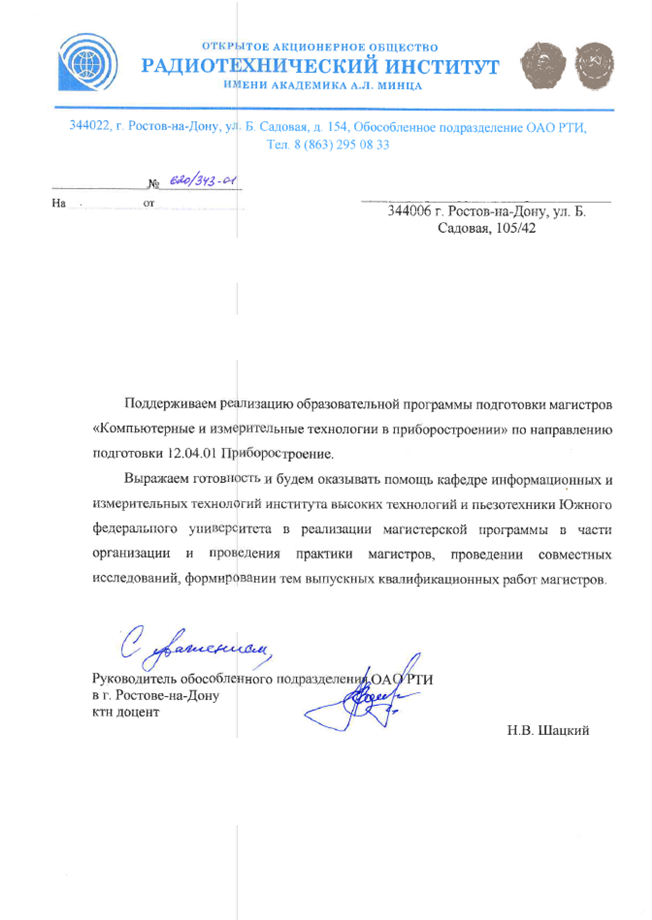 ОТКРЫТОЕ АКЦИОНЕРНОЕ ОБЩЕСТВО
РАДИОТЕХНИЧЕСКИЙ ИНСТИТУТ
ИМЕНИ АКАДЕМИКА А.Л. МИНЦА
344022, г. Ростов-на-Дону, ул. Б. Садовая, д. 154, Обособленное подразделение ОАО РТИ,
Тел. 8 (863) 295 08 33
№ 620/343-01
На от
344006 г. Ростов-на-Дону, ул. Б.
Садовая, 105/42
Поддерживаем реализацию образовательной программы подготовки магистров
«Компьютерные и измерительные технологии в приборостроении» по направлению
подготовки 12.04.01 Приборостроение.
Выражаем готовность и будем оказывать помощь кафедре информационных и
измерительных технологий института высоких технологий и пьезотехники Южного
федерального университета в реализации магистерской программы в части
организации и проведения практики магистров, проведении совместных
исследований, формировании тем выпускных квалификационных работ магистров.
С уважением,
Руководитель обособленного подразделения ОАО РТИ
в г. Ростове-на-Дону
ктн доцент
Н.В. Шацкий